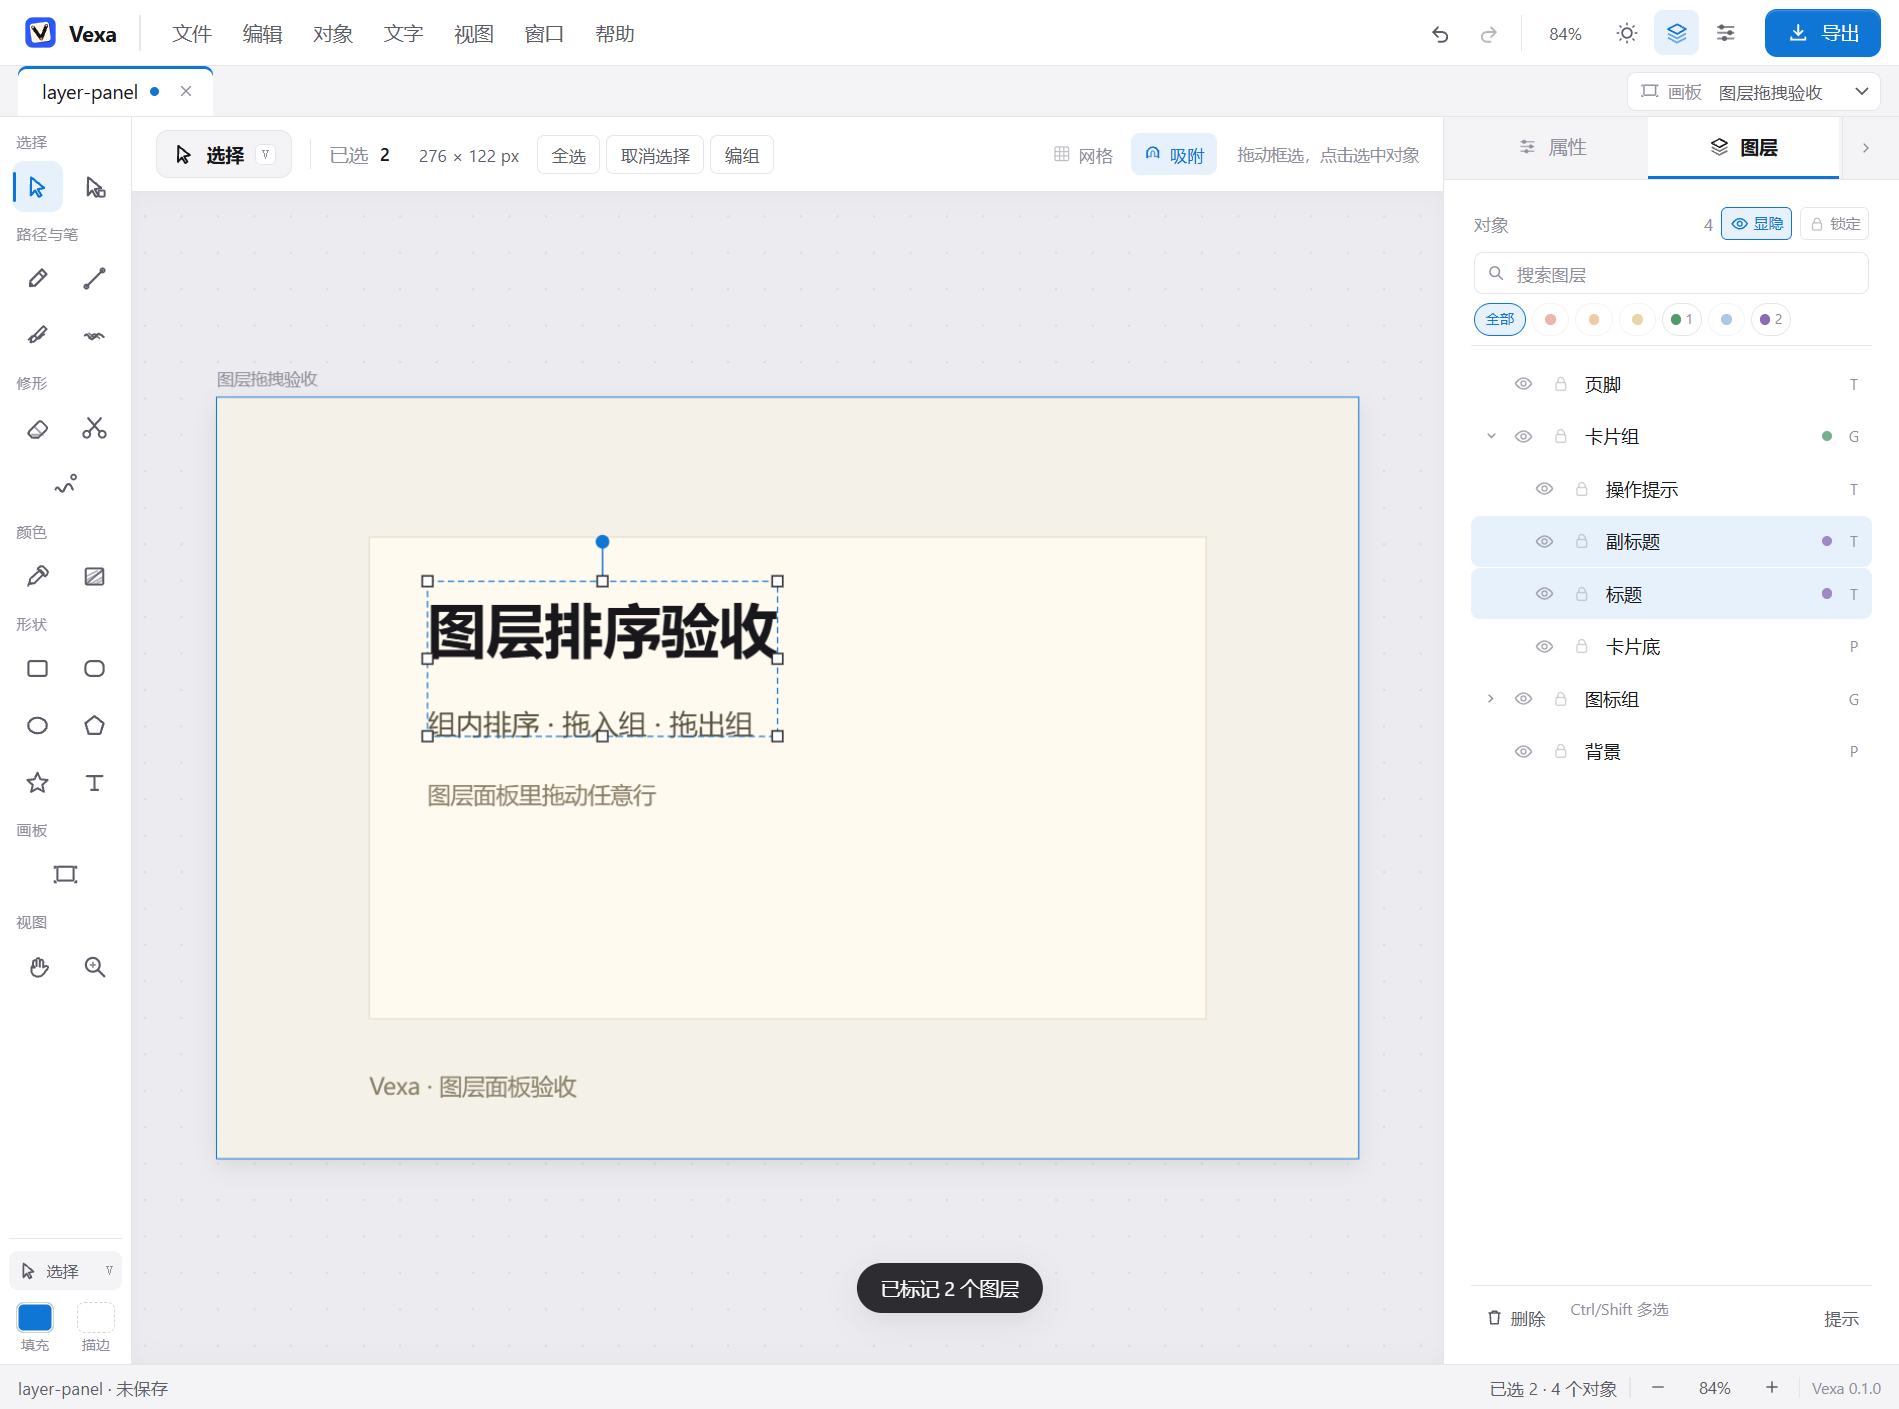 Vexa 文件 编辑 对象 文字 视图 窗口 帮助 84% 导出
layer-panel 画板 图层拖拽验收
选择 V 已选 2 276 × 122 px 全选 取消选择 编组 网格 吸附 拖动框选，点击选中对象
选择
路径与笔
修形
颜色
形状
画板
视图
选择 V
填充 描边
图层拖拽验收
图层排序验收
组内排序 · 拖入组 · 拖出组
图层面板里拖动任意行
Vexa · 图层面板验收
已标记 2 个图层
属性 图层
对象 4 显隐 锁定
搜索图层
全部 1 2
页脚 T
卡片组 G
操作提示 T
副标题 T
标题 T
卡片底 P
图标组 G
背景 P
删除 Ctrl/Shift 多选 提示
layer-panel · 未保存 已选 2 · 4 个对象 84% Vexa 0.1.0